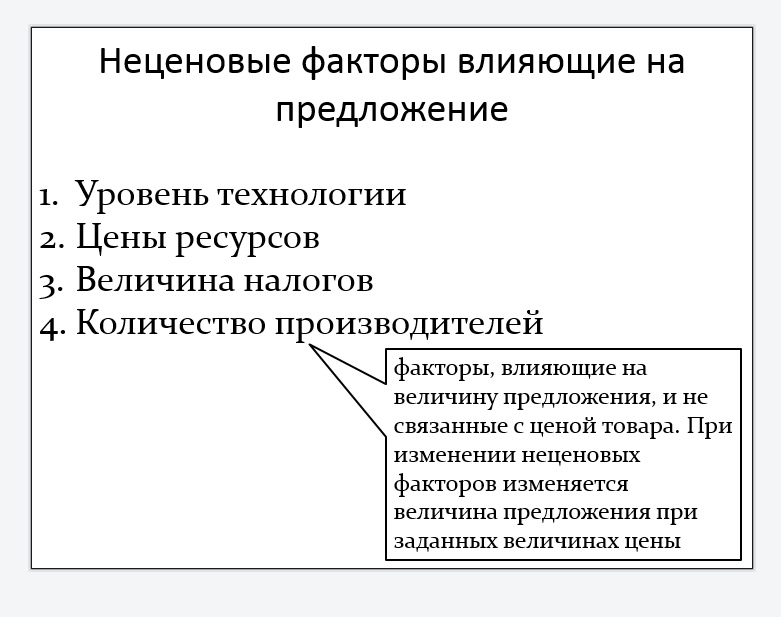 Неценовые факторы влияющие на
предложение
1. Уровень технологии
2. Цены ресурсов
3. Величина налогов
4. Количество производителей
факторы, влияющие на
величину предложения, и не
связанные с ценой товара. При
изменении неценовых
факторов изменяется
величина предложения при
заданных величинах цены